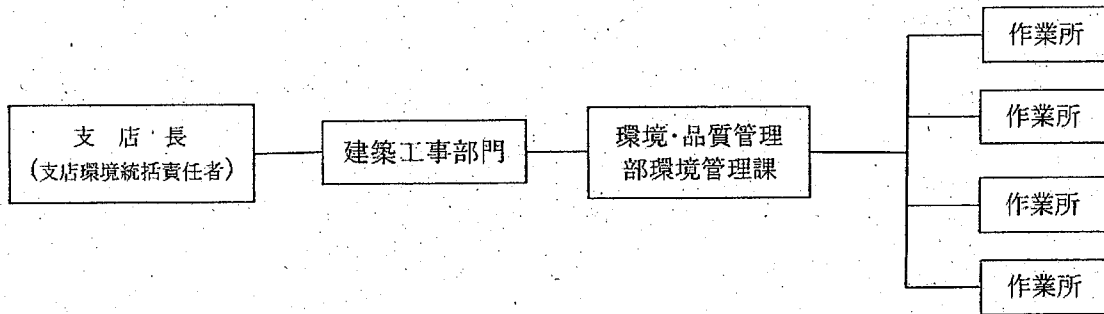 支店長
(支店環境統括責任者)
建築工事部門
環境・品質管理
部環境管理課
作業所
作業所
作業所
作業所